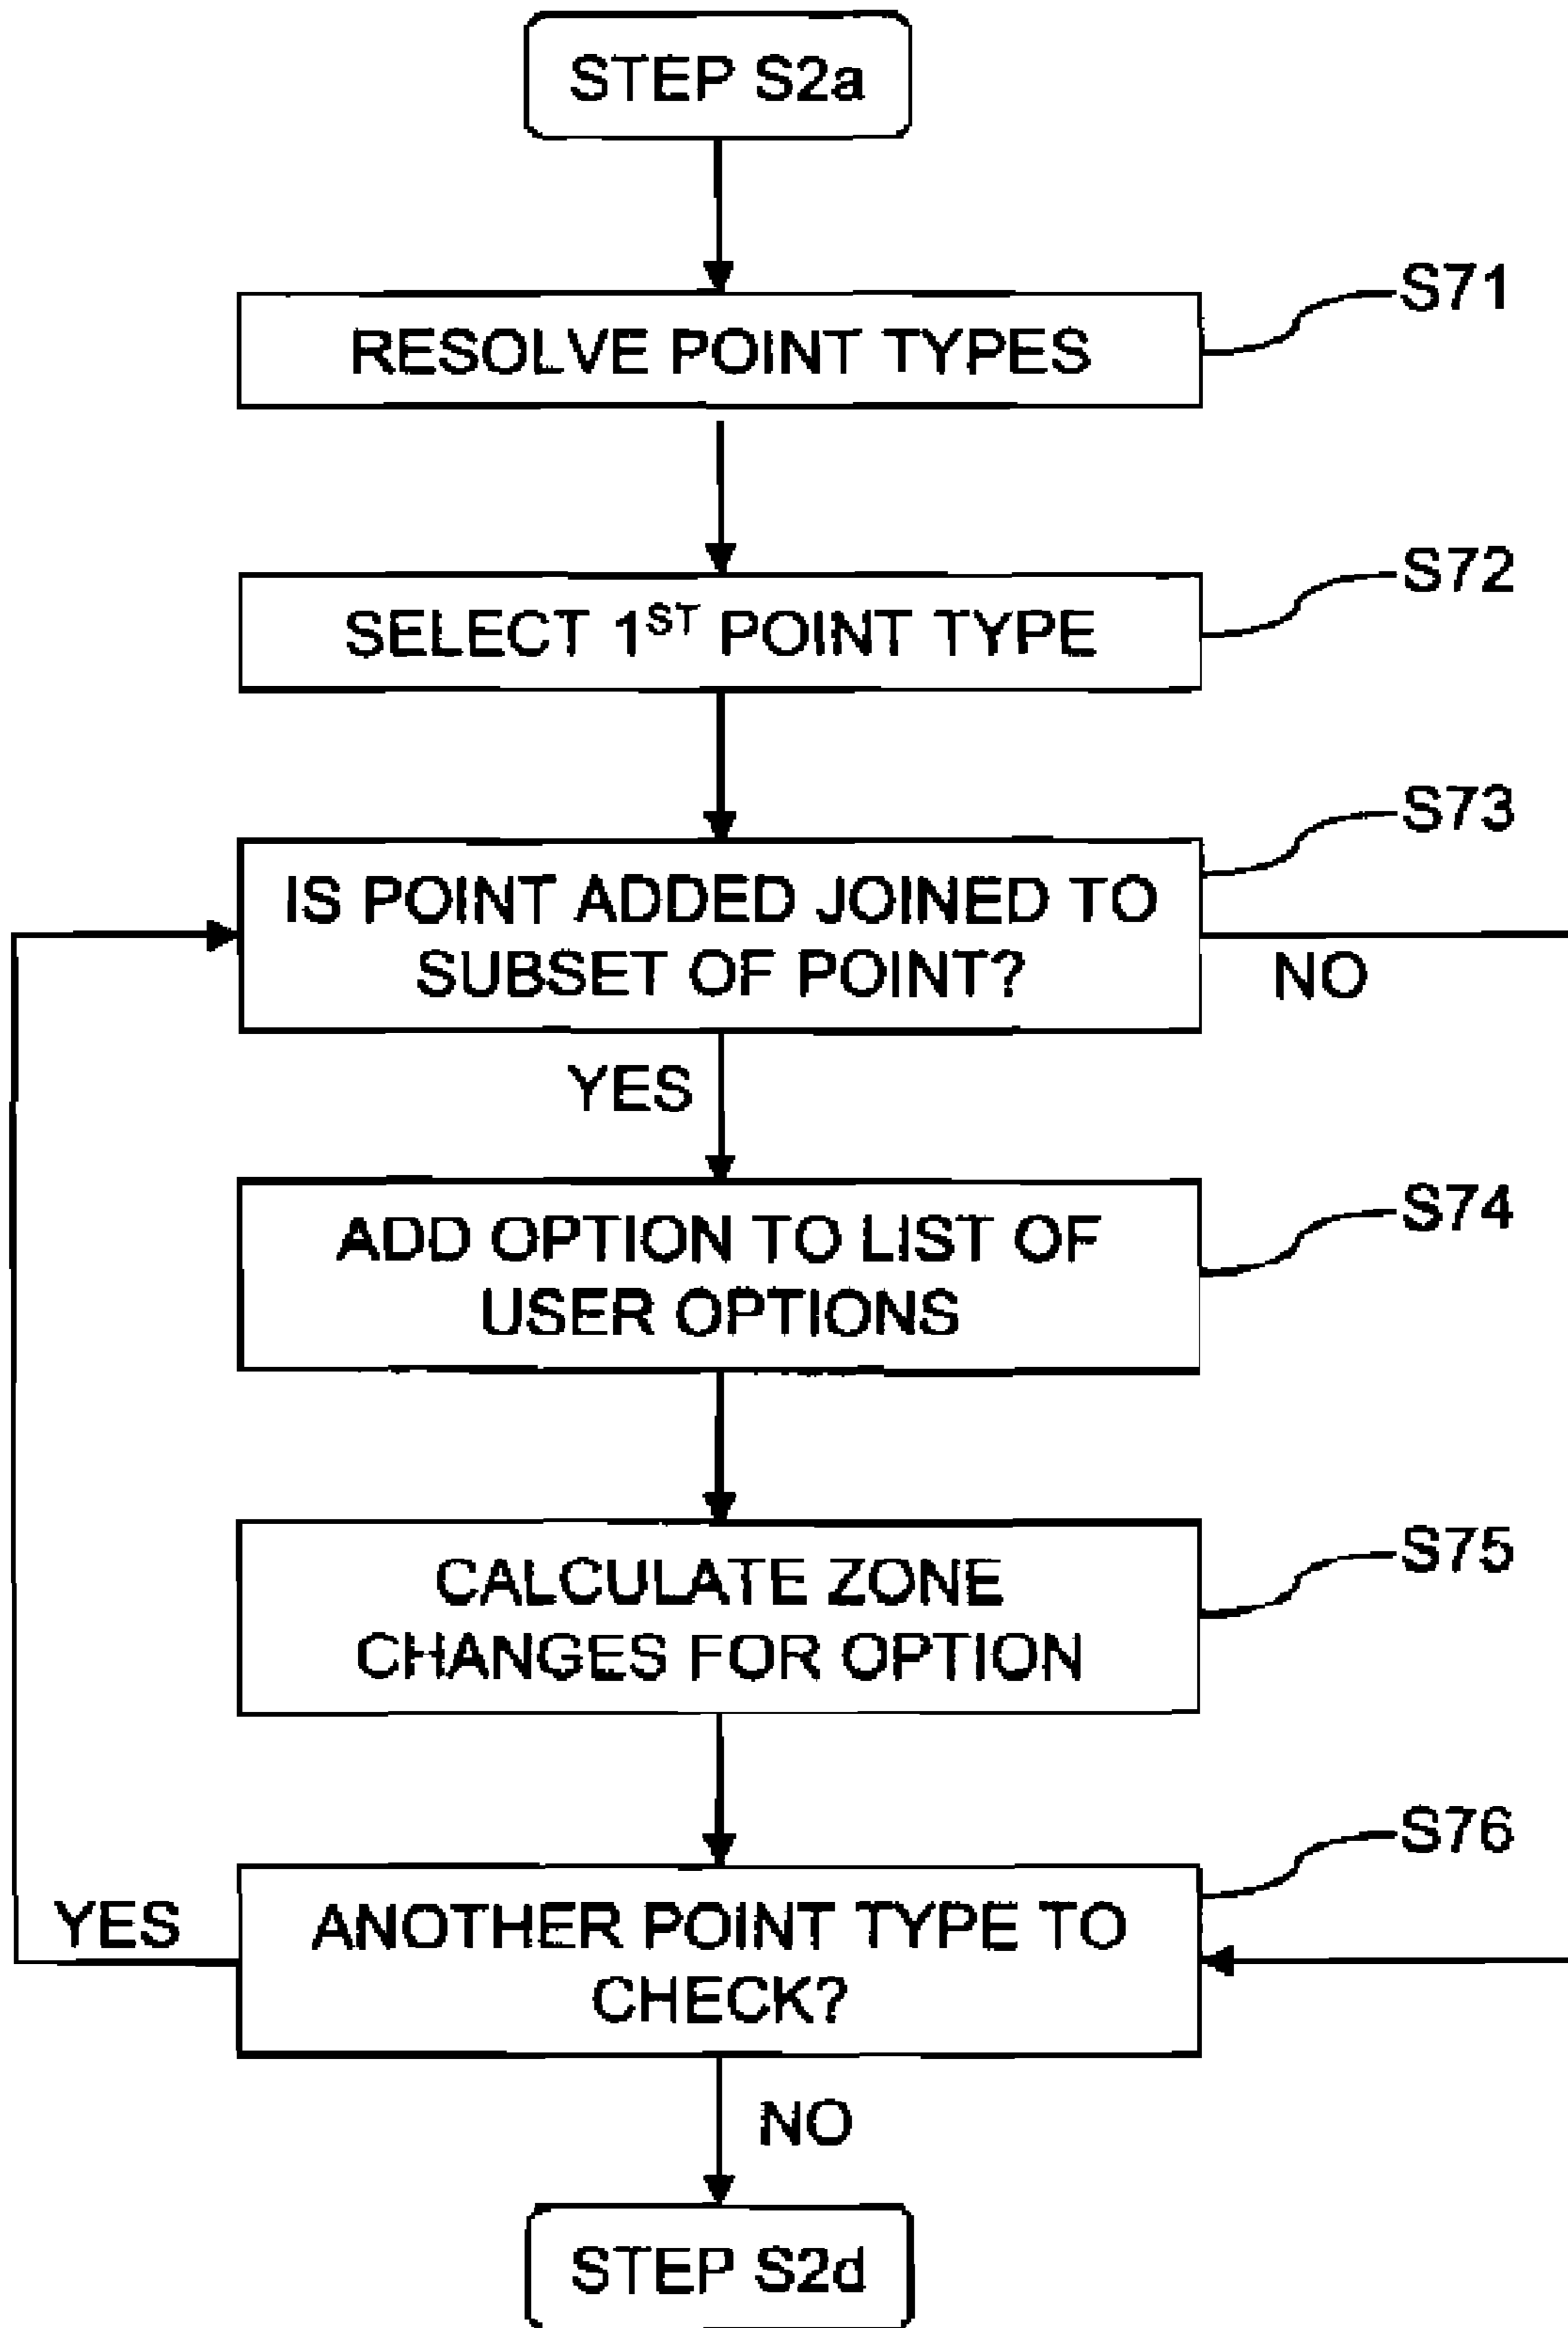 STEP S2a
S71
RESOLVE POINT TYPES
S72
SELECT 1ST POINT TYPE
S73
IS POINT ADDED JOINED TO
SUBSET OF POINT?
NO
YES
S74
ADD OPTION TO LIST OF
USER OPTIONS
S75
CALCULATE ZONE
CHANGES FOR OPTION
S76
YES
ANOTHER POINT TYPE TO
CHECK?
NO
STEP S2d